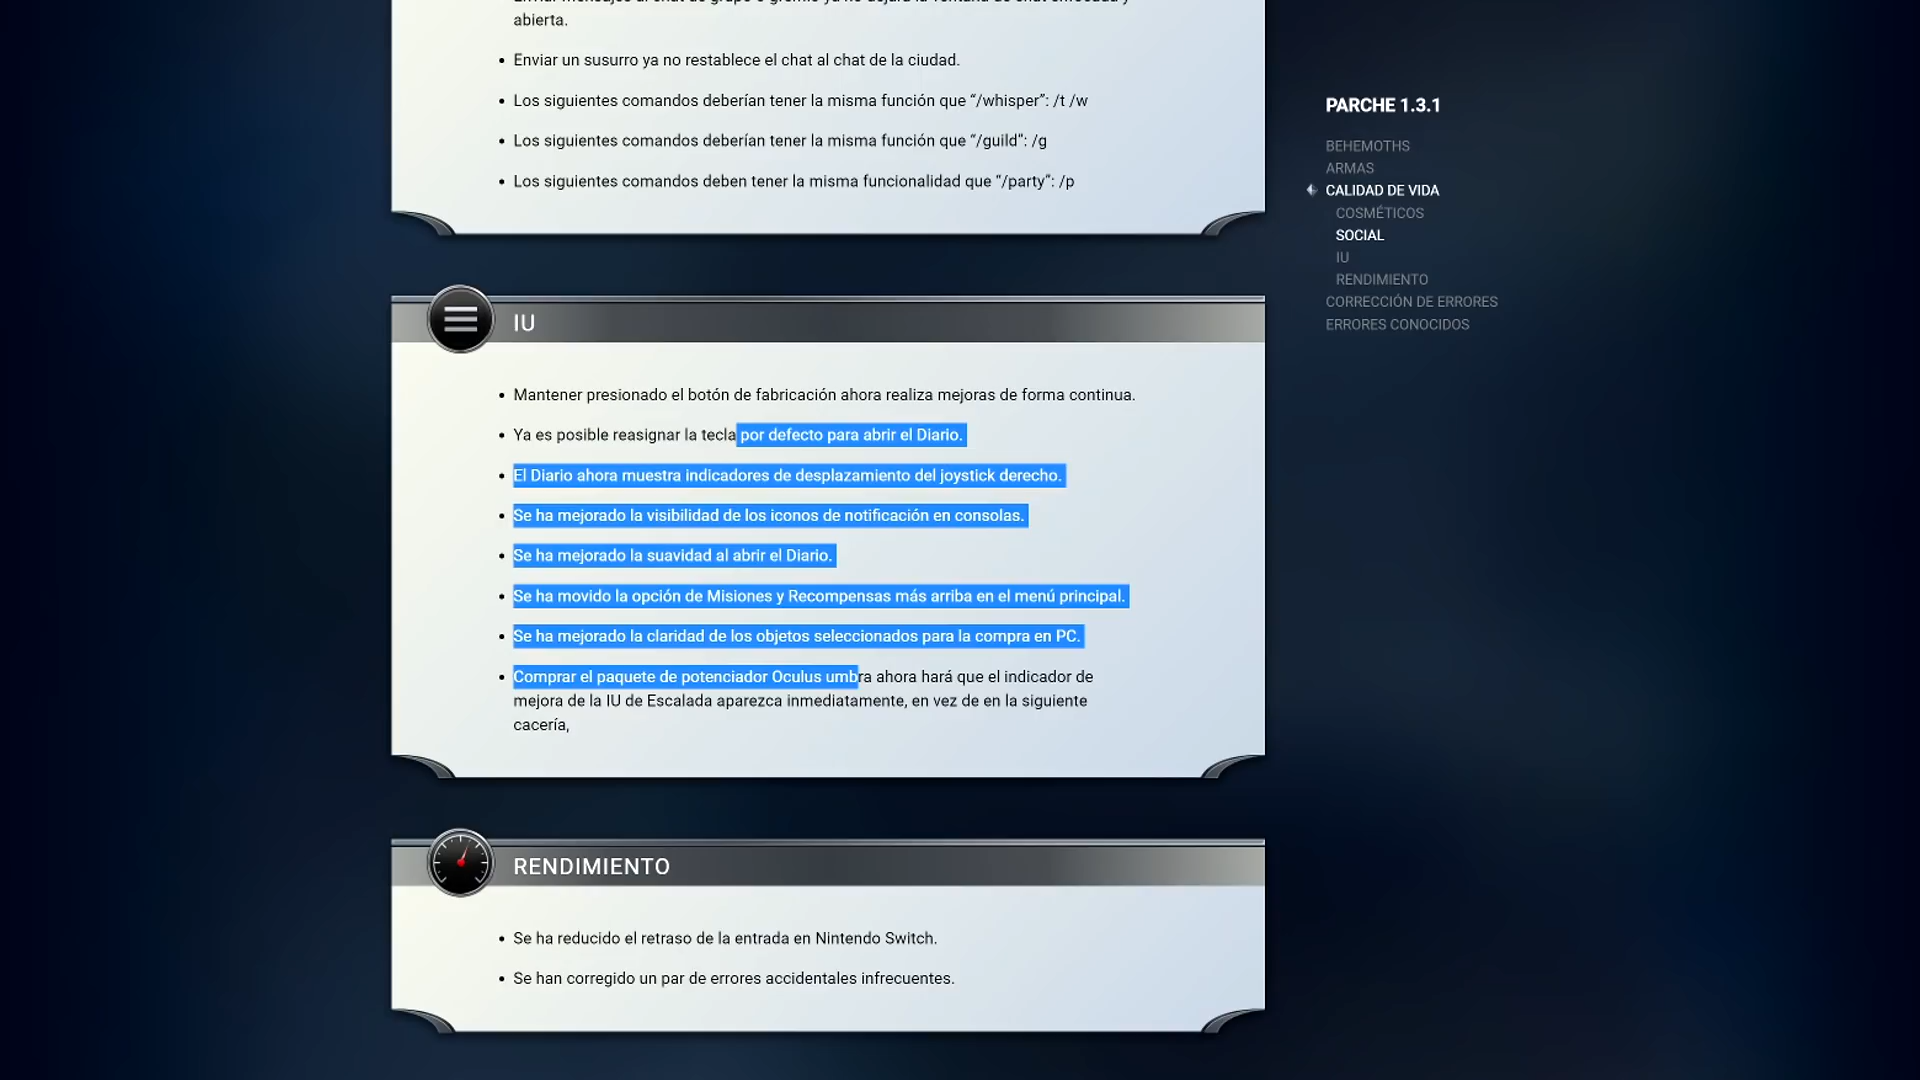 abierta.
• Enviar un susurro ya no restablece el chat al chat de la ciudad.
• Los siguientes comandos deberían tener la misma función que “/whisper”: /t /w
• Los siguientes comandos deberían tener la misma función que “/guild”: /g
• Los siguientes comandos deben tener la misma funcionalidad que “/party”: /p
IU
• Mantener presionado el botón de fabricación ahora realiza mejoras de forma continua.
• Ya es posible reasignar la tecla por defecto para abrir el Diario.
• El Diario ahora muestra indicadores de desplazamiento del joystick derecho.
• Se ha mejorado la visibilidad de los iconos de notificación en consolas.
• Se ha mejorado la suavidad al abrir el Diario.
• Se ha movido la opción de Misiones y Recompensas más arriba en el menú principal.
• Se ha mejorado la claridad de los objetos seleccionados para la compra en PC.
• Comprar el paquete de potenciador Oculus umbra ahora hará que el indicador de
mejora de la IU de Escalada aparezca inmediatamente, en vez de en la siguiente
cacería,
RENDIMIENTO
• Se ha reducido el retraso de la entrada en Nintendo Switch.
• Se han corregido un par de errores accidentales infrecuentes.
PARCHE 1.3.1
BEHEMOTHS
ARMAS
CALIDAD DE VIDA
COSMÉTICOS
SOCIAL
IU
RENDIMIENTO
CORRECCIÓN DE ERRORES
ERRORES CONOCIDOS